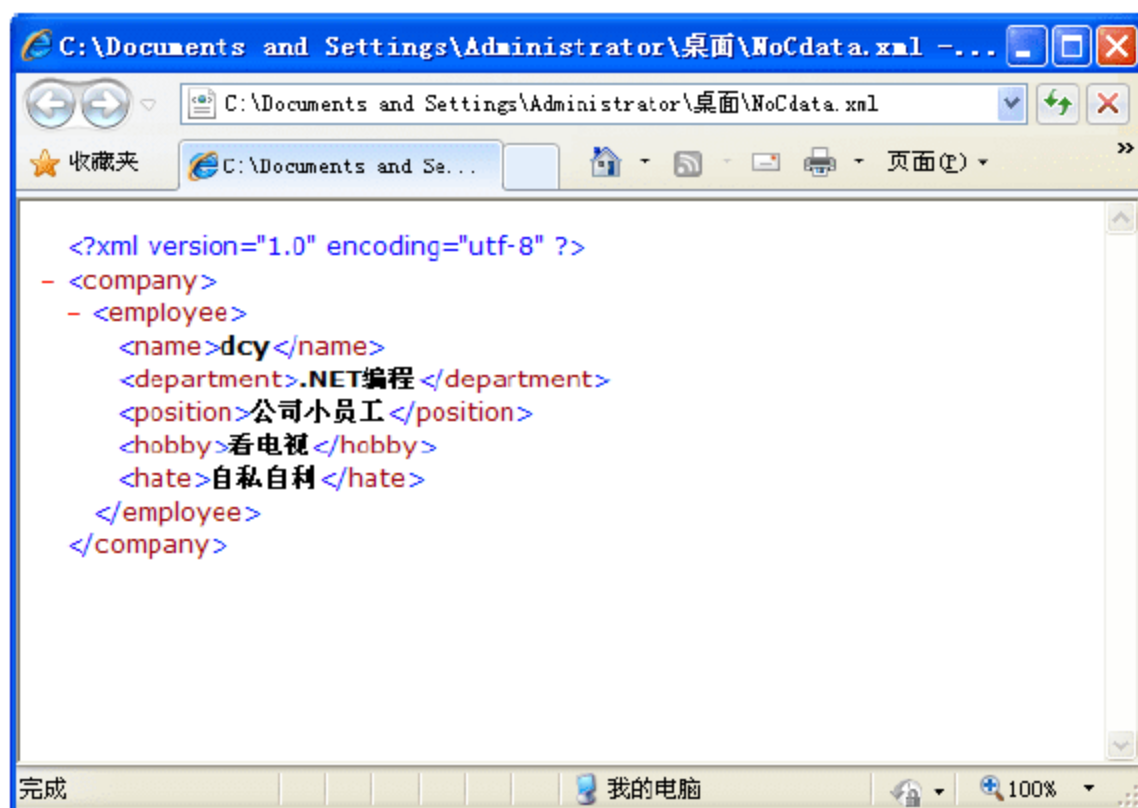 C:\Documents and Settings\Administrator\桌面\NoCdata.xml -...
C:\Documents and Settings\Administrator\桌面\NoCdata.xml
收藏夹 C:\Documents and Se... 页面(P) »
<?xml version="1.0" encoding="utf-8" ?>
- <company>
- <employee>
<name>dcy</name>
<department>.NET编程</department>
<position>公司小员工</position>
<hobby>看电视</hobby>
<hate>自私自利</hate>
</employee>
</company>
完成 我的电脑 100%